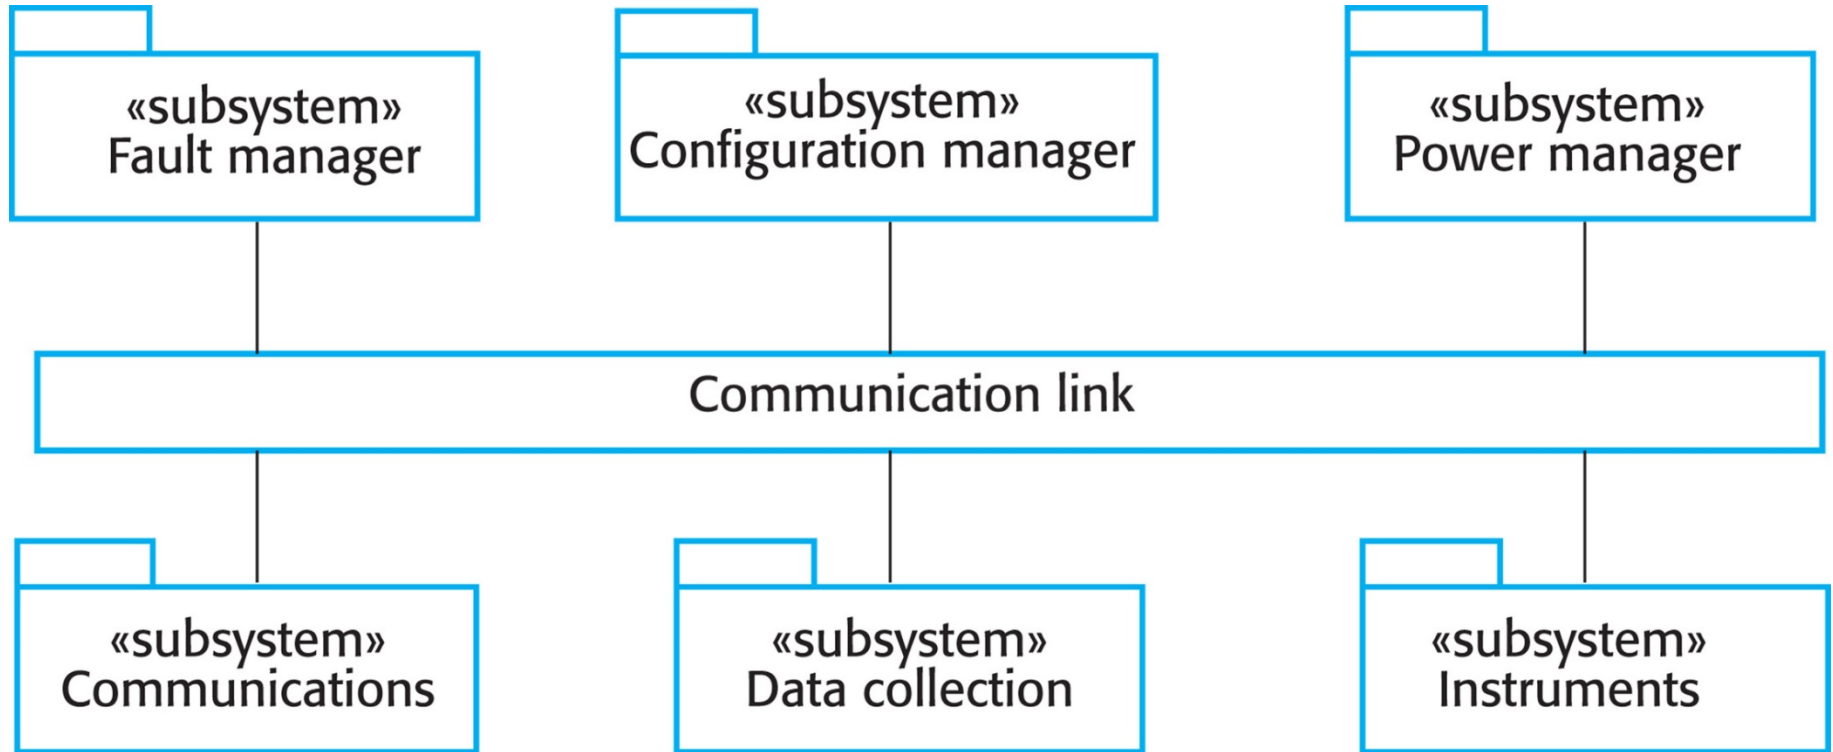 «subsystem»
Fault manager
«subsystem»
Configuration manager
«subsystem»
Power manager
Communication link
«subsystem»
Communications
«subsystem»
Data collection
«subsystem»
Instruments